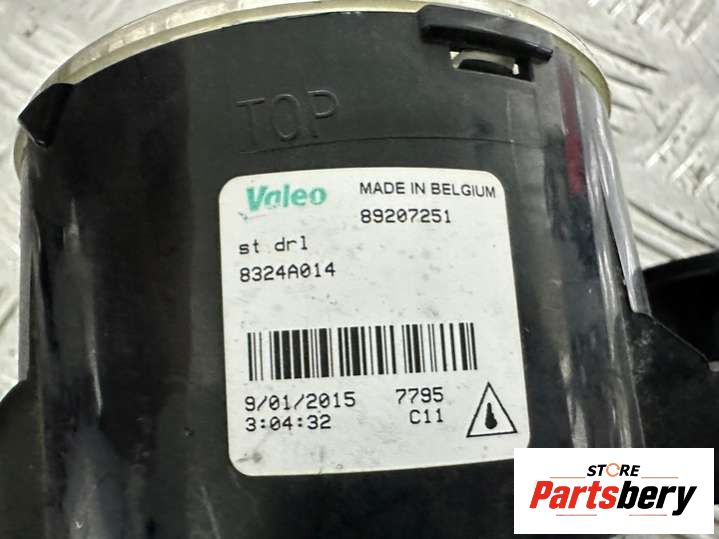 TOP
Valeo MADE IN BELGIUM
89207251
st drl
8324A014
9/01/2015 7795
3:04:32 C11
STORE
Partsbery